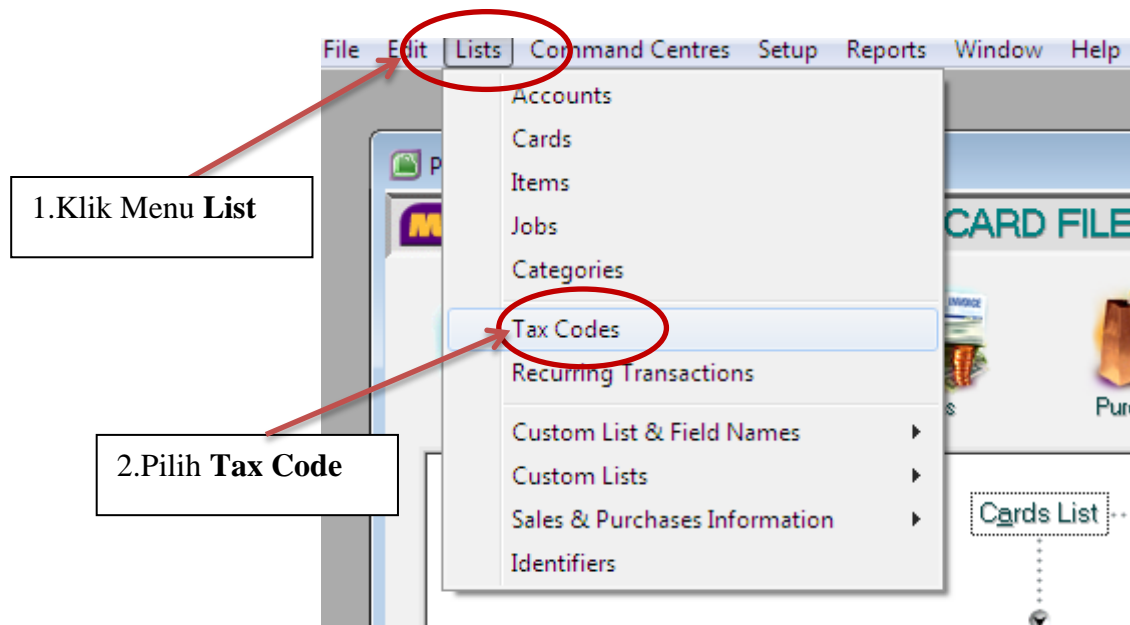 File Edit Lists Command Centres Setup Reports Window Help
Accounts
Cards
Items
Jobs
Categories
Tax Codes
Recurring Transactions
Custom List & Field Names
Custom Lists
Sales & Purchases Information
Identifiers
1.Klik Menu List
2.Pilih Tax Code
CARD FILE
INVOICE
Cards List